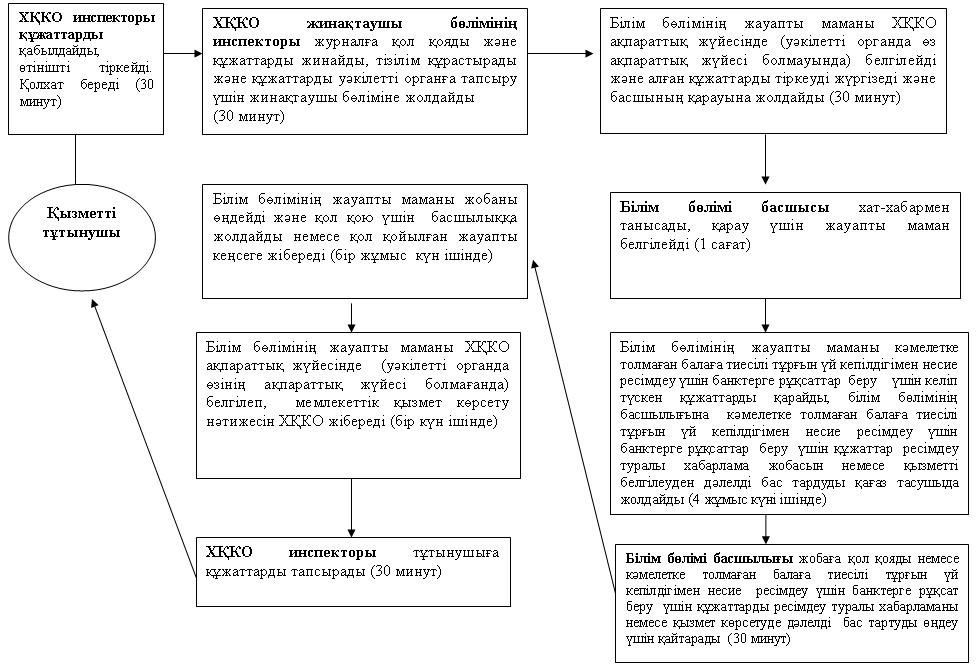 ХҚКО инспекторы
құжаттарды
қабылдайды,
өтінішті тіркейді.
Қолхат береді (30
минут)
ХҚКО жинақтаушы бөлімінің
инспекторы журналға қол қояды және
құжаттарды жинайды, тізілім құрастырады
және құжаттарды уәкілетті органға тапсыру
үшін жинақтаушы бөліміне жолдайды
(30 минут)
Білім бөлімінің жауапты маманы ХҚКО
ақпараттық жүйесінде (уәкілетті органда өз
ақпараттық жүйесі болмауында) белгілейді
және алған құжаттарды тіркеуді жүргізеді және
басшының қарауына жолдайды (30 минут)
Білім бөлімі басшысы хат-хабармен
танысады, қарау үшін жауапты маман
белгілейді (1 сағат)
Білім бөлімінің жауапты маманы кәмелетке
толмаған балаға тиесілі тұрғын үй кепілдігімен несие
ресімдеу үшін банктерге рұқсаттар беру үшін келіп
түскен құжаттарды қарайды, білім бөлімінің
басшылығына кәмелетке толмаған балаға тиесілі
тұрғын үй кепілдігімен несие ресімдеу үшін
банктерге рұқсаттар беру үшін құжаттар ресімдеу
туралы хабарлама жобасын немесе қызметті
белгілеуден дәлелді бас тардуды қағаз тасушыда
жолдайды (4 жұмыс күні ішінде)
Білім бөлімі басшылығы жобаға қол қояды немесе
кәмелетке толмаған балаға тиесілі тұрғын үй
кепілдігімен несие ресімдеу үшін банктерге рұқсат
беру үшін құжаттарды ресімдеу туралы хабарламаны
немесе қызмет көрсетуде дәлелді бас тартуды өңдеу
үшін қайтарады (30 минут)
Білім бөлімінің жауапты маманы жобаны
өңдейді және қол қою үшін басшылыққа
жолдайды немесе қол қойылған жауапты
кеңсеге жібереді (бір жұмыс күн ішінде)
Білім бөлімінің жауапты маманы ХҚКО
ақпараттық жүйесінде (уәкілетті органда
өзінің ақпараттық жүйесі болмағанда)
белгілеп, мемлекеттік қызмет көрсету
нәтижесін ХҚКО жібереді (бір күн ішінде)
ХҚКО инспекторы тұтынушыға
құжаттарды тапсырады (30 минут)
Қызметті
тұтынушы